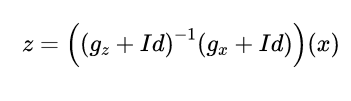 z = ((g_z + Id)^{-1}(g_x + Id))(x)